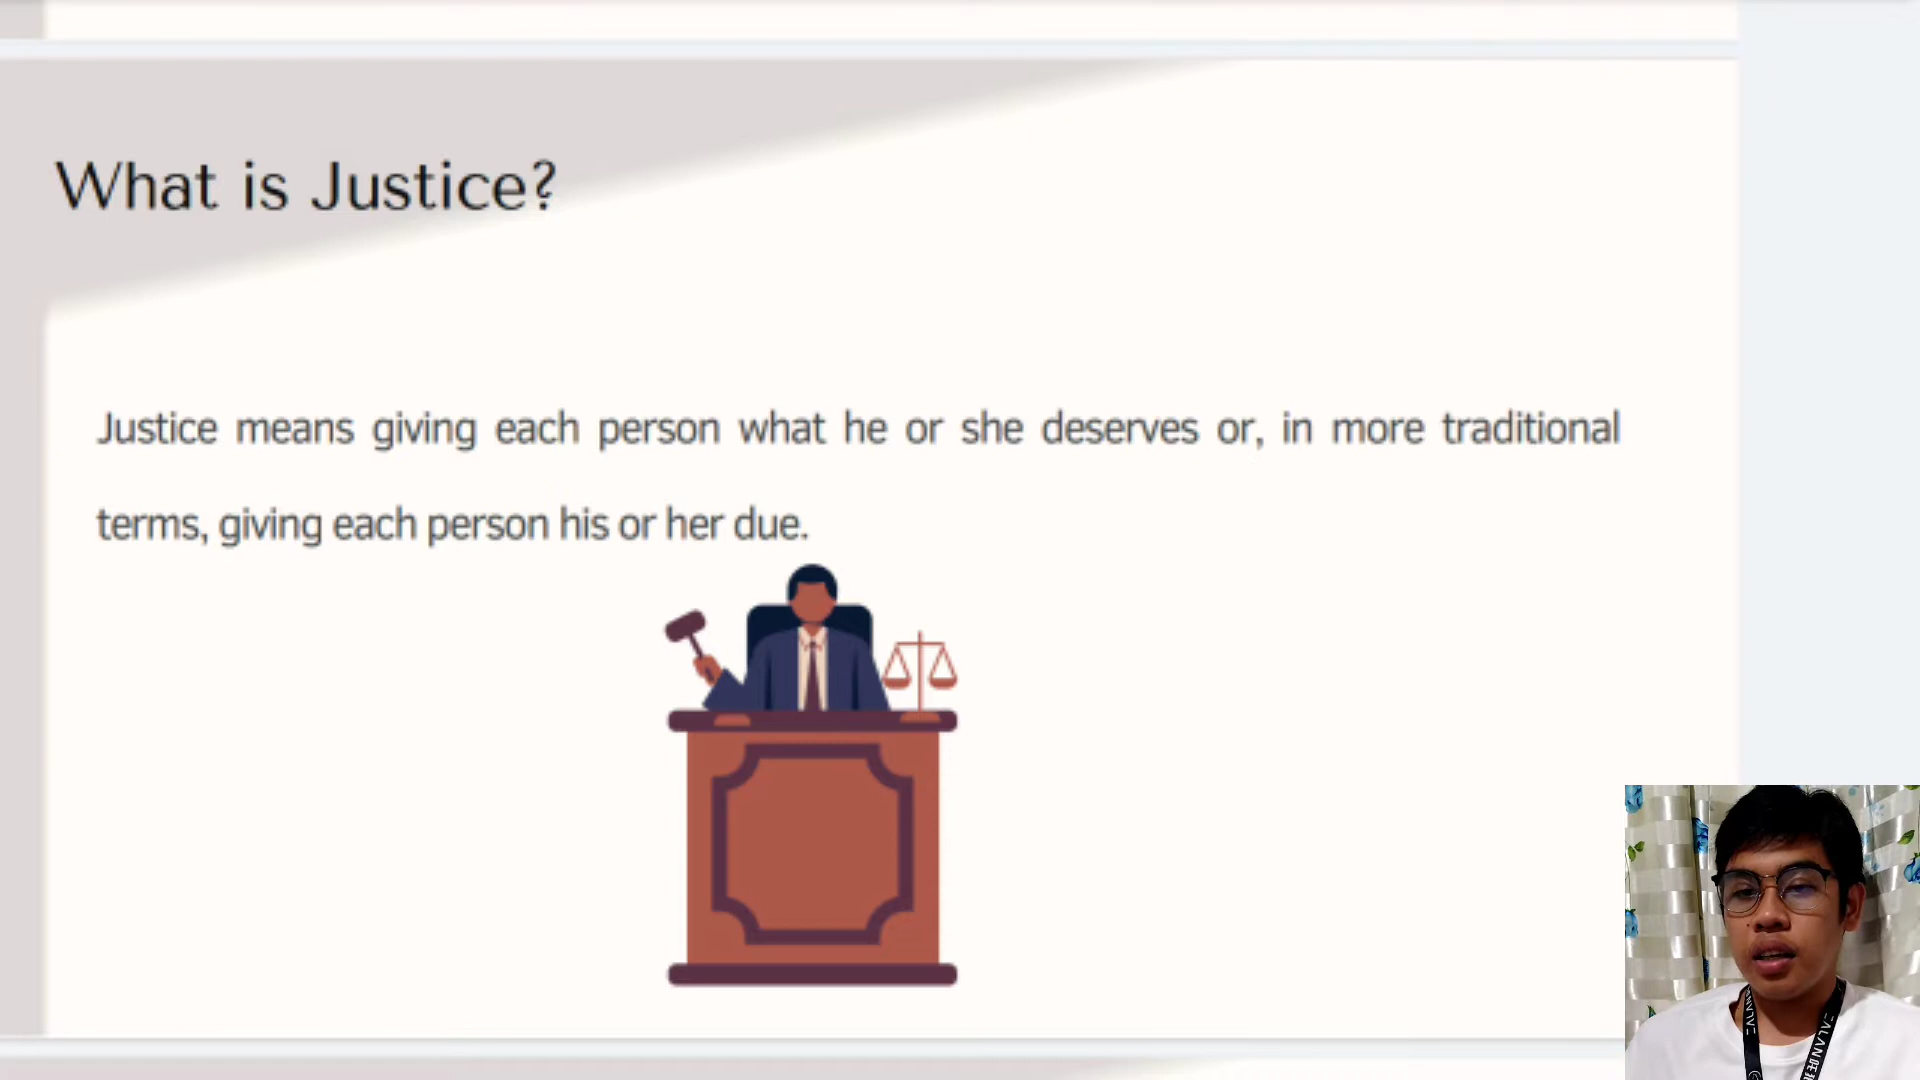 What is Justice?
Justice means giving each person what he or she deserves or, in more traditional
terms, giving each person his or her due.